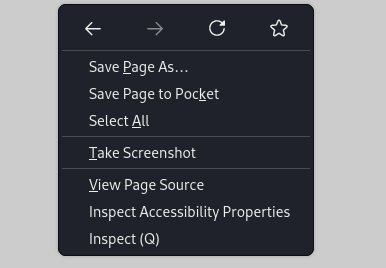 Save Page As…
Save Page to Pocket
Select All
Take Screenshot
View Page Source
Inspect Accessibility Properties
Inspect (Q)